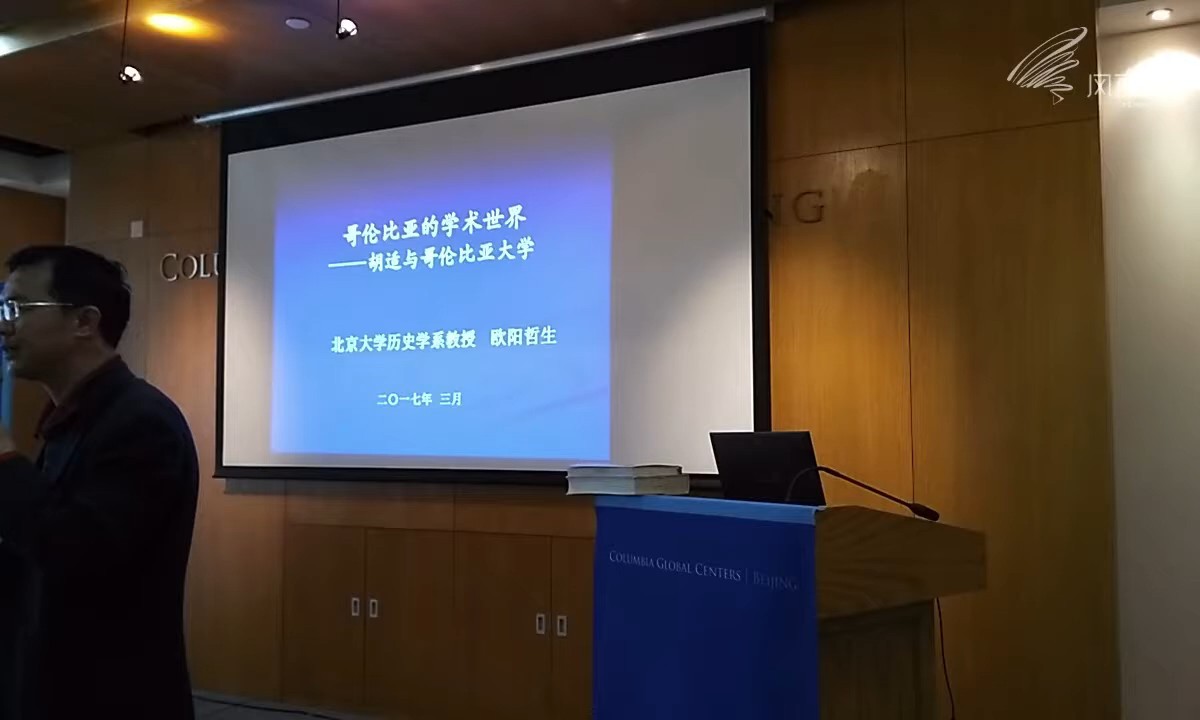 哥伦比亚的学术世界
——胡适与哥伦比亚大学
北京大学历史学系教授 欧阳哲生
二〇一七年 三月
COLU
NG
COLUMBIA GLOBAL CENTERS | BEIJING